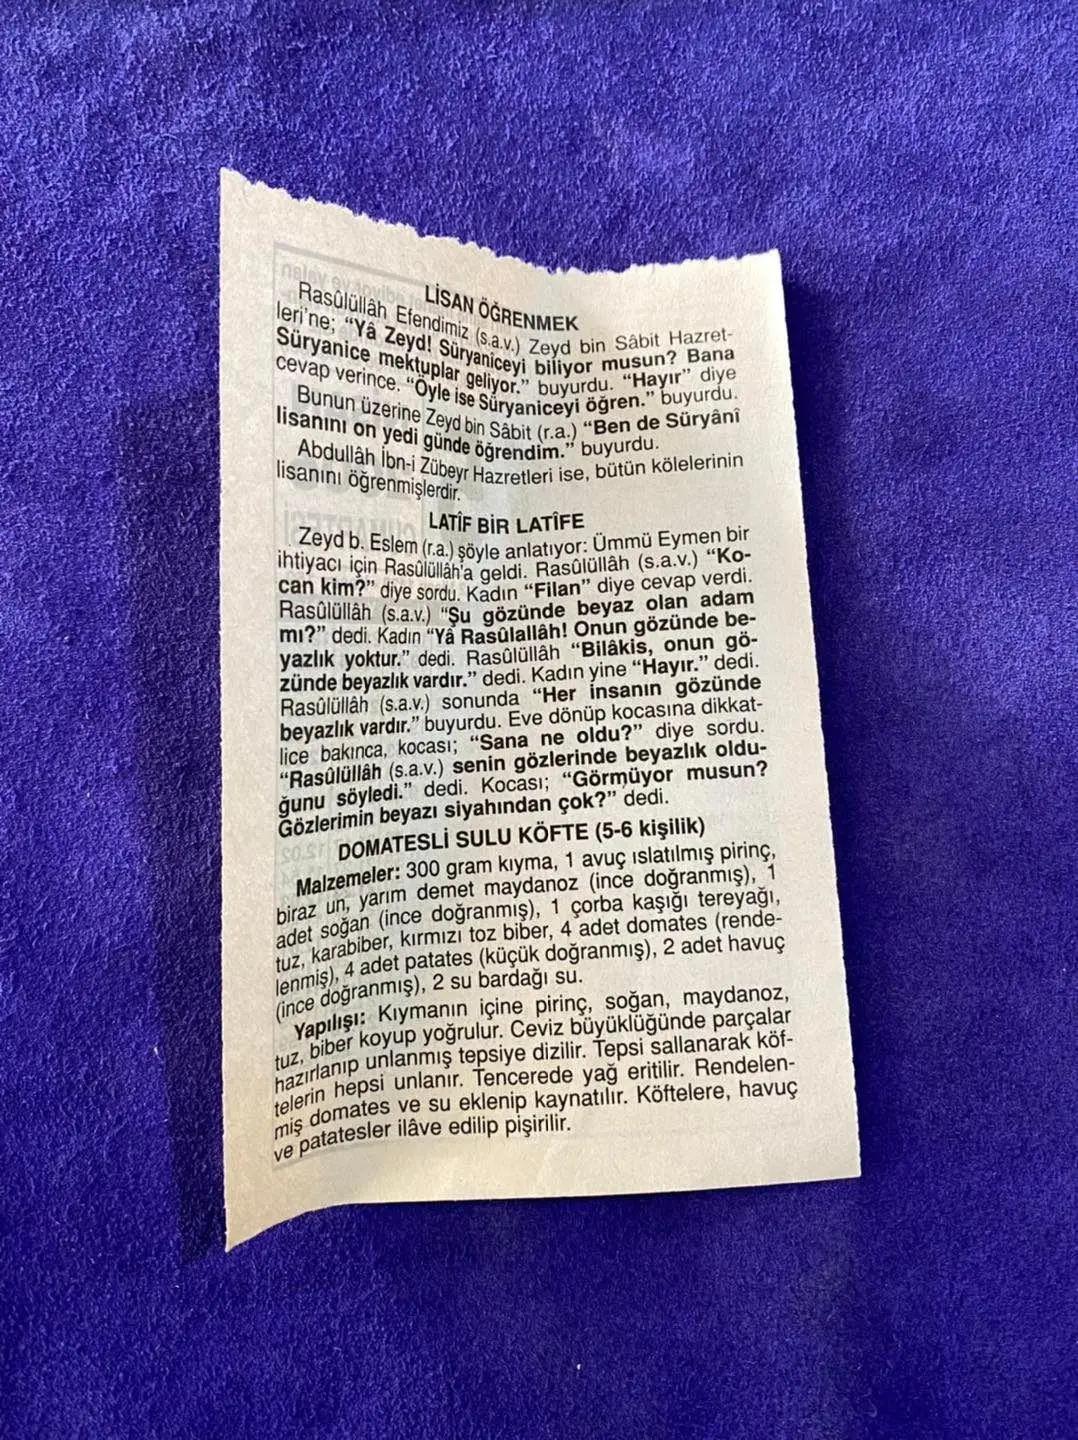 LİSAN ÖĞRENMEK
Rasûlüllâh Efendimiz (s.a.v.) Zeyd bin Sâbit Hazret-
leri'ne; “Yâ Zeyd! Süryaniceyi biliyor musun? Bana
Süryanice mektuplar geliyor.” buyurdu. “Hayır” diye
cevap verince. “Öyle ise Süryaniceyi öğren.” buyurdu.
Bunun üzerine Zeyd bin Sâbit (r.a.) “Ben de Süryânî
lisanını on yedi günde öğrendim.” buyurdu.
Abdullâh İbn-i Zübeyr Hazretleri ise, bütün kölelerinin
lisanını öğrenmişlerdir.
LATÎF BİR LATÎFE
Zeyd b. Eslem (r.a.) şöyle anlatıyor: Ümmü Eymen bir
ihtiyacı için Rasûlüllâh'a geldi. Rasûlüllâh (s.a.v.) “Ko-
can kim?” diye sordu. Kadın “Filan” diye cevap verdi.
Rasûlüllâh (s.a.v.) “Şu gözünde beyaz olan adam
mı?” dedi. Kadın “Yâ Rasûlallâh! Onun gözünde be-
yazlık yoktur.” dedi. Rasûlüllâh “Bilâkis, onun gö-
zünde beyazlık vardır.” dedi. Kadın yine “Hayır.” dedi.
Rasûlüllâh (s.a.v.) sonunda “Her insanın gözünde
beyazlık vardır.” buyurdu. Eve dönüp kocasına dikkat-
lice bakınca, kocası; “Sana ne oldu?” diye sordu.
“Rasûlüllâh (s.a.v.) senin gözlerinde beyazlık oldu-
ğunu söyledi.” dedi. Kocası; “Görmüyor musun?
Gözlerimin beyazı siyahından çok?” dedi.
DOMATESLİ SULU KÖFTE (5-6 kişilik)
Malzemeler: 300 gram kıyma, 1 avuç ıslatılmış pirinç,
biraz un, yarım demet maydanoz (ince doğranmış), 1
adet soğan (ince doğranmış), 1 çorba kaşığı tereyağı,
tuz, karabiber, kırmızı toz biber, 4 adet domates (rende-
lenmiş), 4 adet patates (küçük doğranmış), 2 adet havuç
(ince doğranmış), 2 su bardağı su.
Yapılışı: Kıymanın içine pirinç, soğan, maydanoz,
tuz, biber koyup yoğrulur. Ceviz büyüklüğünde parçalar
hazırlanıp unlanmış tepsiye dizilir. Tepsi sallanarak köf-
telerin hepsi unlanır. Tencerede yağ eritilir. Rendelen-
miş domates ve su eklenip kaynatılır. Köftelere, havuç
ve patatesler ilâve edilip pişirilir.